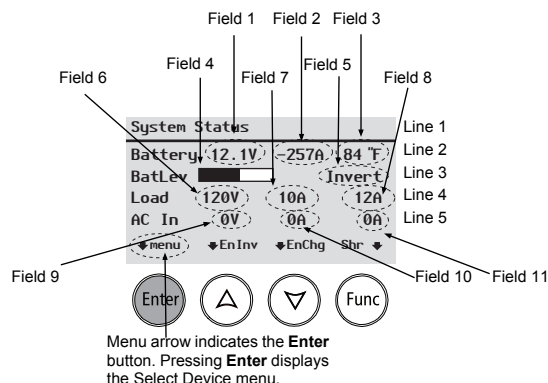 Field 1 Field 2 Field 3
Field 4 Field 5
Field 6 Field 7 Field 8
System Status Line 1
Battery 12.1V -257A 84 °F Line 2
BatLev Invert Line 3
Load 120V 10A 12A Line 4
AC In 0V 0A 0A Line 5
menu EnInv EnChg Shr
Field 9 Field 10 Field 11
Enter Func
Menu arrow indicates the Enter
button. Pressing Enter displays
the Select Device menu.